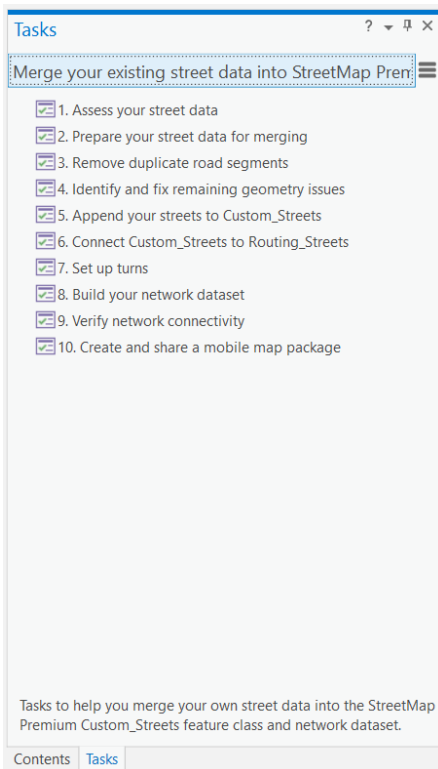 Tasks
?
Merge your existing street data into StreetMap Prem
1. Assess your street data
2. Prepare your street data for merging
3. Remove duplicate road segments
4. Identify and fix remaining geometry issues
5. Append your streets to Custom_Streets
6. Connect Custom_Streets to Routing_Streets
7. Set up turns
8. Build your network dataset
9. Verify network connectivity
10. Create and share a mobile map package
Tasks to help you merge your own street data into the StreetMap
Premium Custom_Streets feature class and network dataset.
Contents Tasks